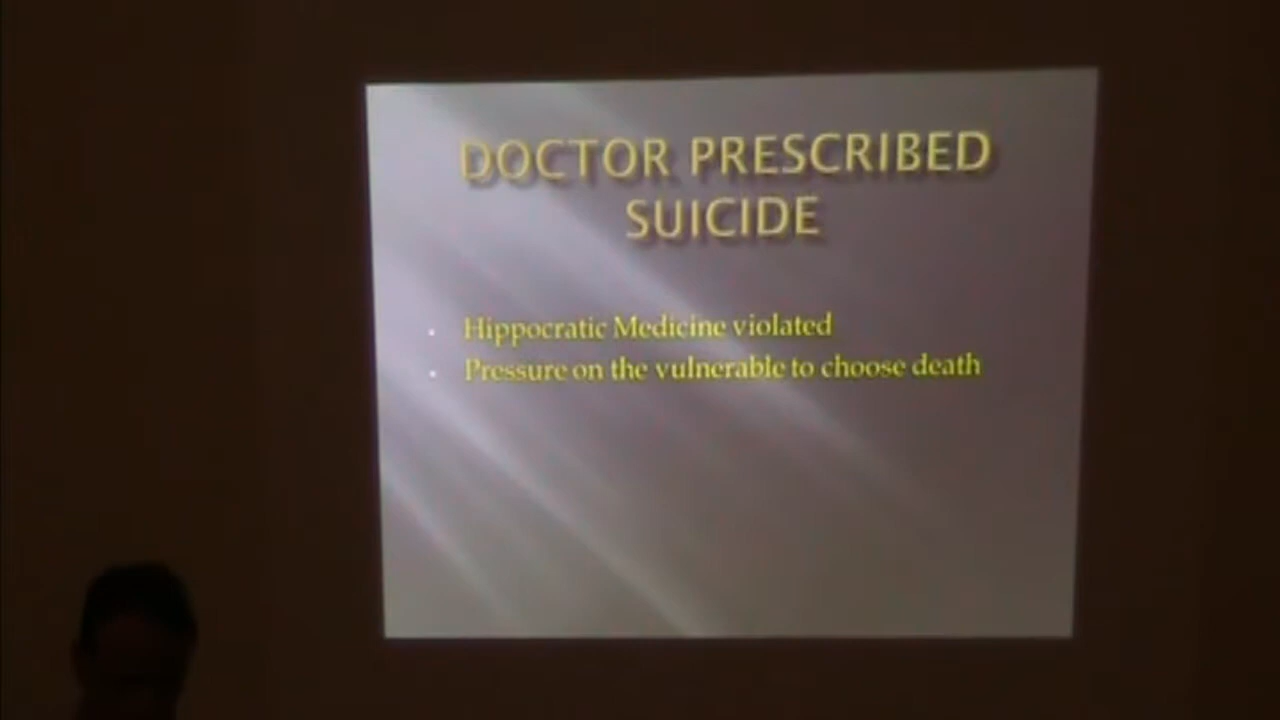 DOCTOR PRESCRIBED
SUICIDE
Hippocratic Medicine violated
Pressure on the vulnerable to choose death